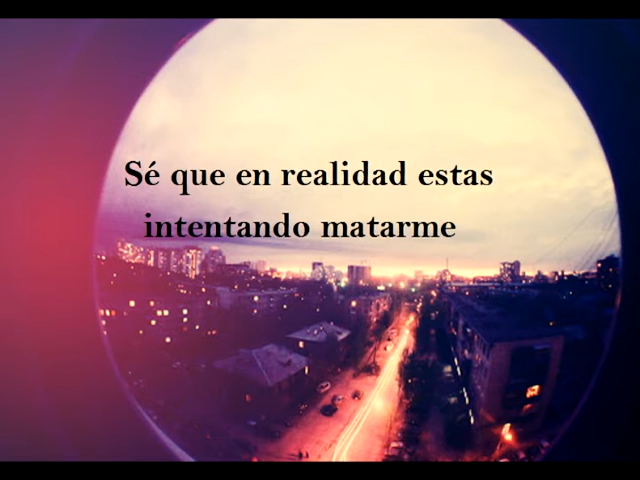 Sé que en realidad estas
intentando matarme